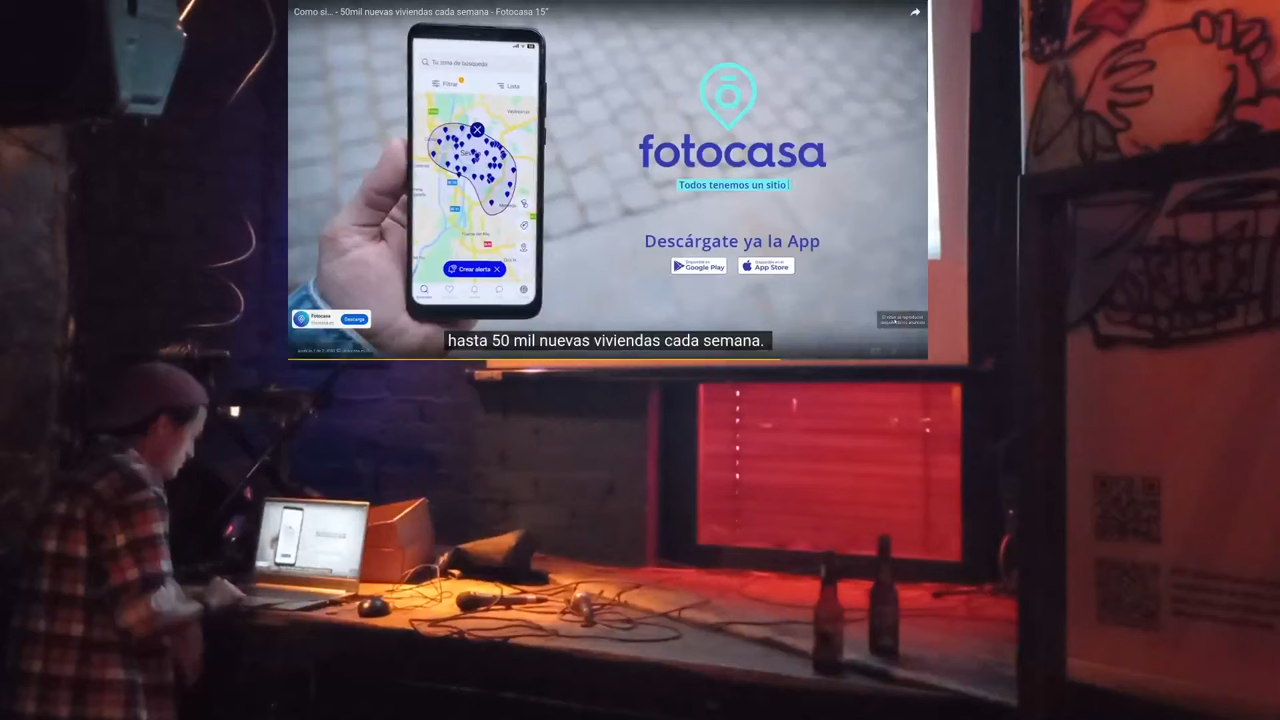 Como si... - 50mil nuevas viviendas cada semana - Fotocasa 15"
Tu zona de búsqueda
Filtrar
Lista
Crear alerta
fotocasa
Todos tenemos un sitio
Descárgate ya la App
Google Play
App Store
Fotocasa
Descarga
hasta 50 mil nuevas viviendas cada semana.